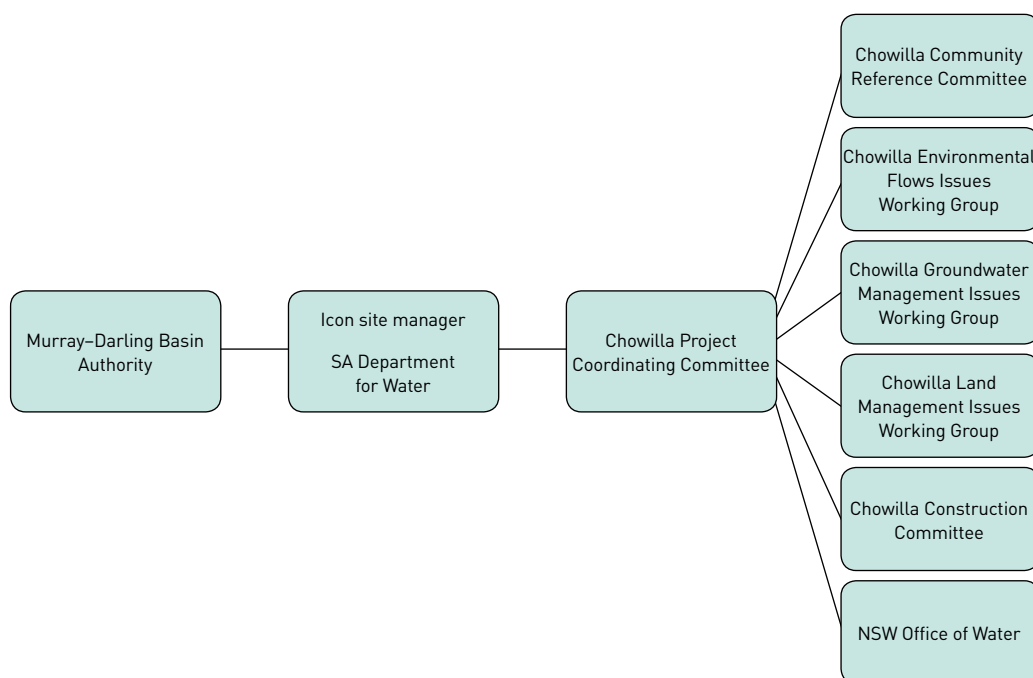 Murray–Darling Basin
Authority
Icon site manager
SA Department
for Water
Chowilla Project
Coordinating Committee
Chowilla Community
Reference Committee
Chowilla Environmental
Flows Issues
Working Group
Chowilla Groundwater
Management Issues
Working Group
Chowilla Land
Management Issues
Working Group
Chowilla Construction
Committee
NSW Office of Water